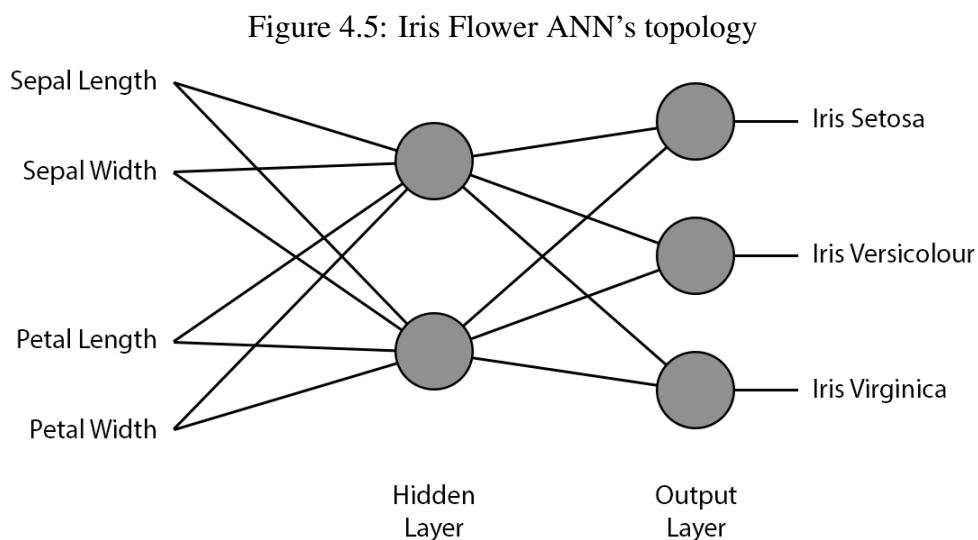 Figure 4.5: Iris Flower ANN’s topology
Sepal Length
Sepal Width
Petal Length
Petal Width
Iris Setosa
Iris Versicolour
Iris Virginica
Hidden
Layer
Output
Layer